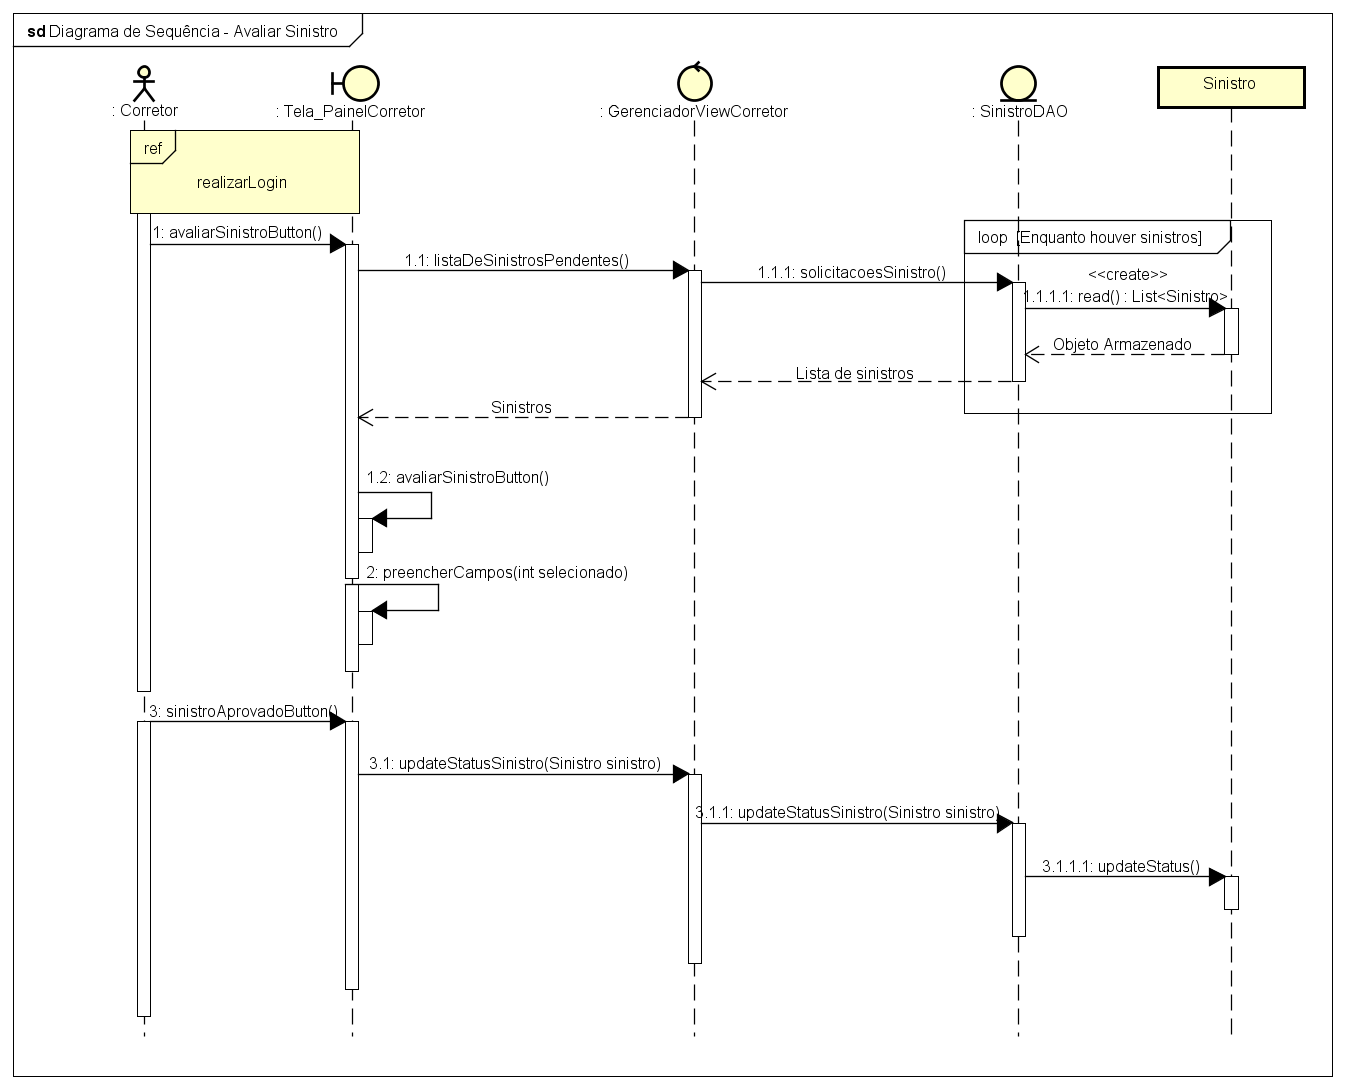 sd Diagrama de Sequência - Avaliar Sinistro
: Corretor
: Tela_PainelCorretor
: GerenciadorViewCorretor
: SinistroDAO
Sinistro
ref
realizarLogin
1: avaliarSinistroButton()
loop [Enquanto houver sinistros]
1.1: listaDeSinistrosPendentes()
1.1.1: solicitacoesSinistro()
<<create>>
1.1.1.1: read() : List<Sinistro>
Objeto Armazenado
Lista de sinistros
Sinistros
1.2: avaliarSinistroButton()
2: preencherCampos(int selecionado)
3: sinistroAprovadoButton()
3.1: updateStatusSinistro(Sinistro sinistro)
3.1.1: updateStatusSinistro(Sinistro sinistro)
3.1.1.1: updateStatus()